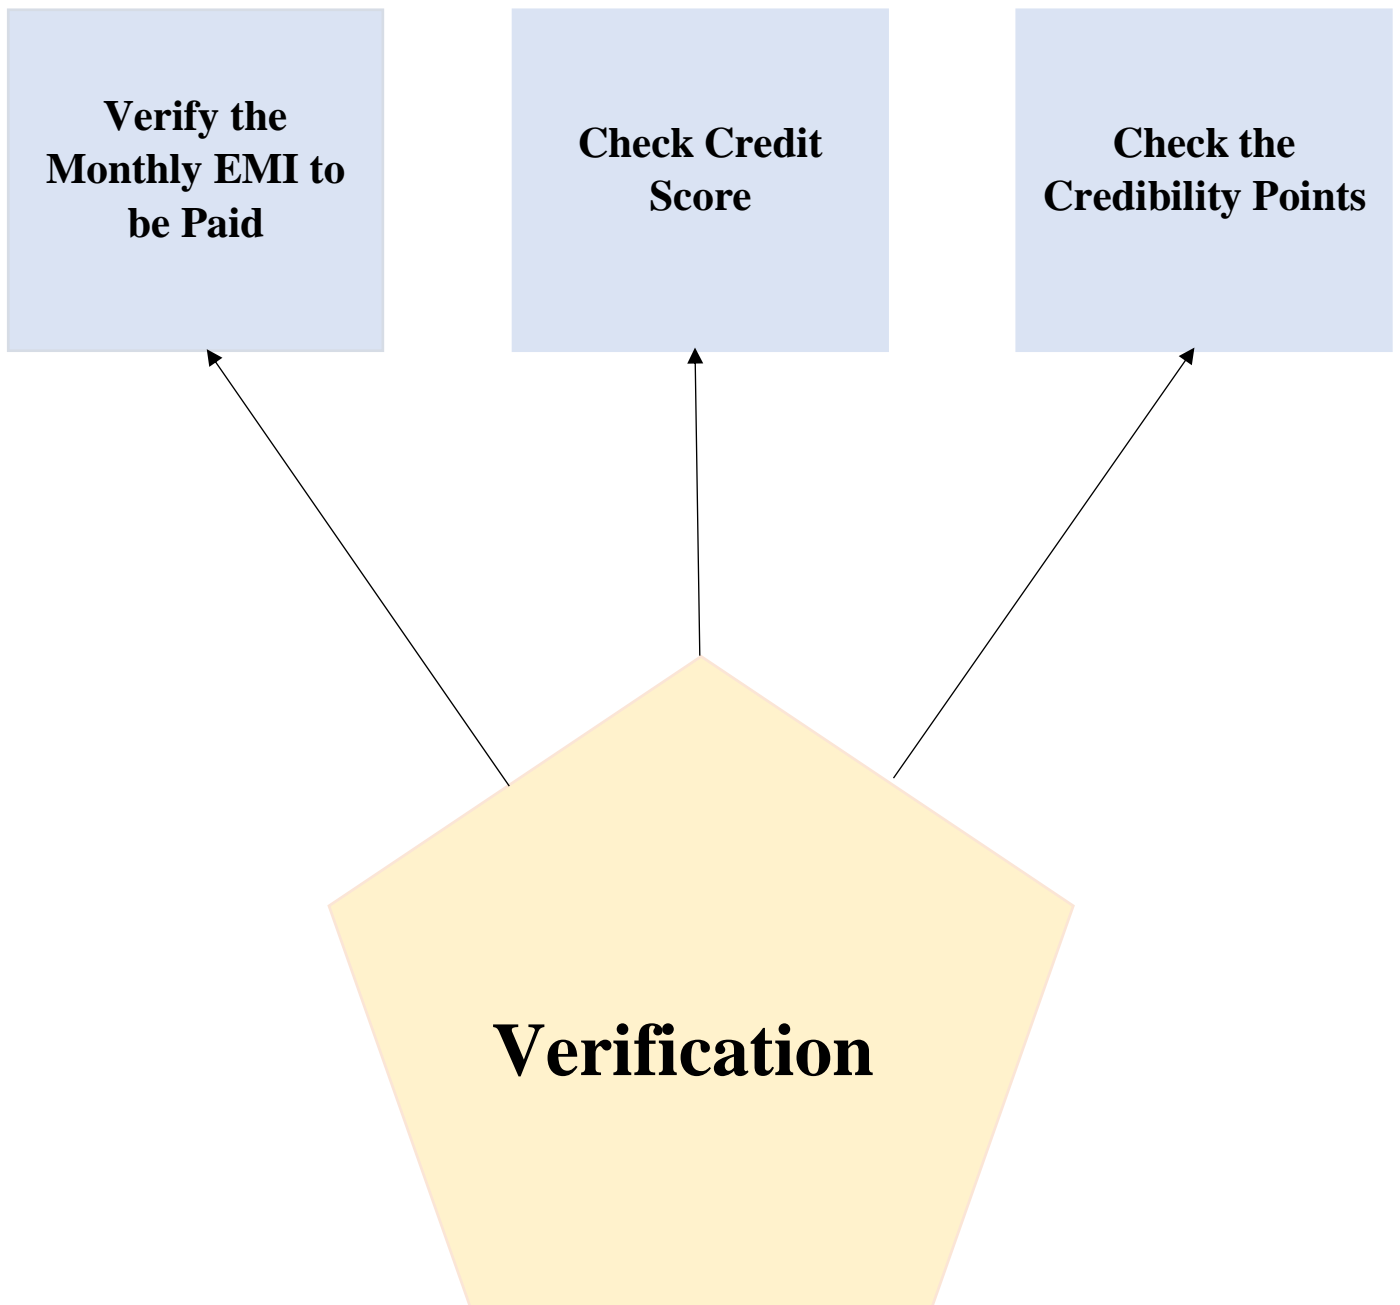 Verify the
Monthly EMI to
be Paid
Check Credit
Score
Check the
Credibility Points
Verification